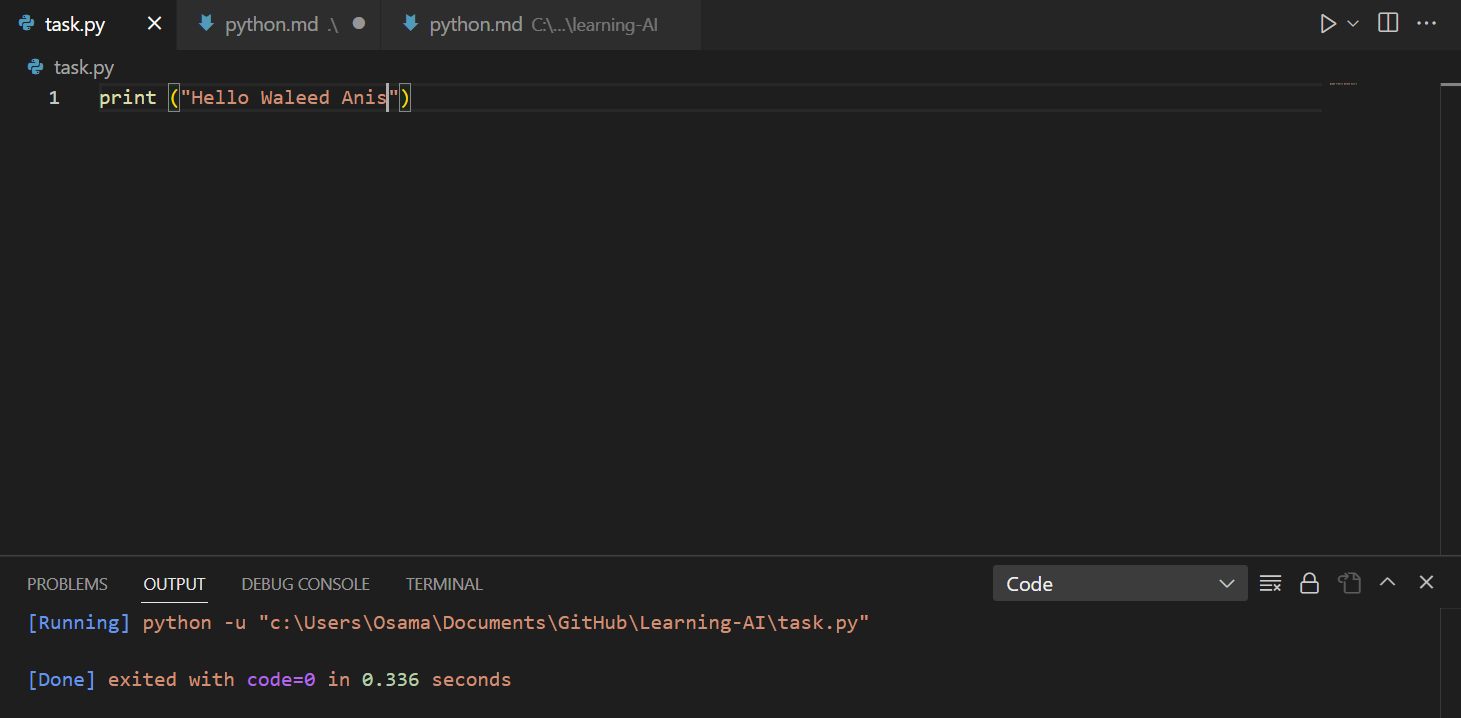 task.py python.md .\ python.md C:\...\learning-AI
task.py
1 print ("Hello Waleed Anis")
PROBLEMS OUTPUT DEBUG CONSOLE TERMINAL Code
[Running] python -u "c:\Users\Osama\Documents\GitHub\Learning-AI\task.py"
[Done] exited with code=0 in 0.336 seconds